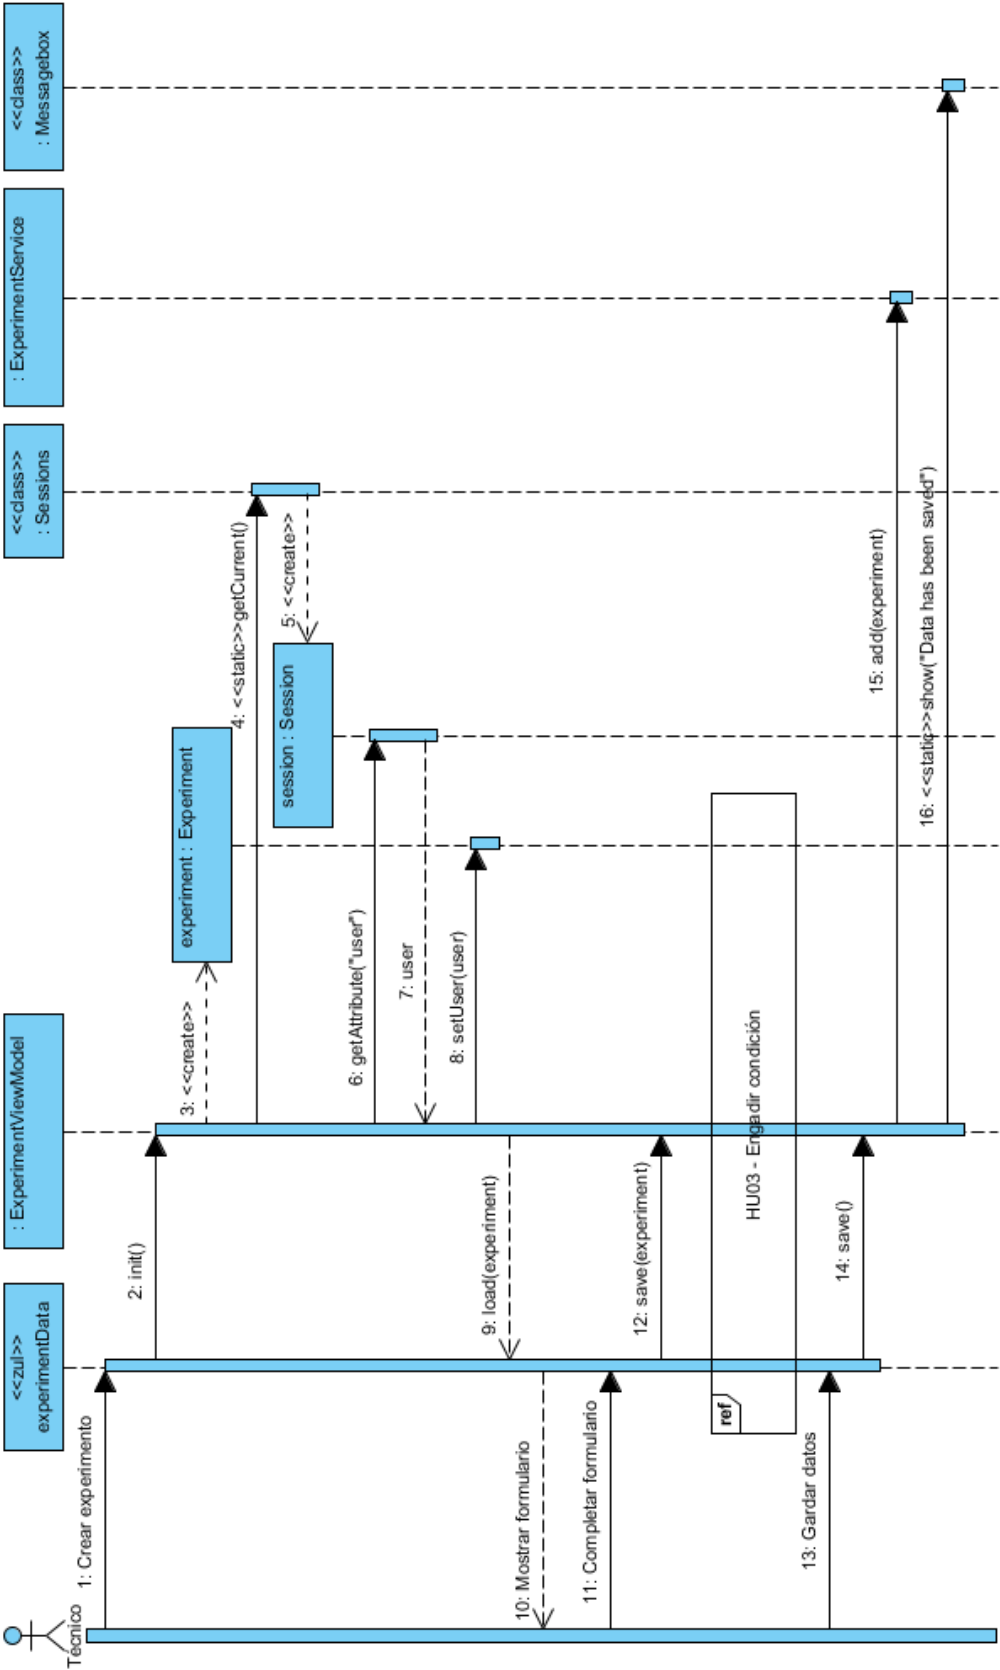 Técnico
<<zul>>
experimentData
: ExperimentViewModel
experiment : Experiment
session : Session
<<class>>
: Sessions
: ExperimentService
<<class>>
: Messagebox
1: Crear experimento
2: init()
3: <<create>>
4: <<static>>getCurrent()
5: <<create>>
6: getAttribute("user")
7: user
8: setUser(user)
9: load(experiment)
10: Mostrar formulario
11: Completar formulario
12: save(experiment)
ref
HU03 - Engadir condición
13: Gardar datos
14: save()
15: add(experiment)
16: <<static>>show("Data has been saved")